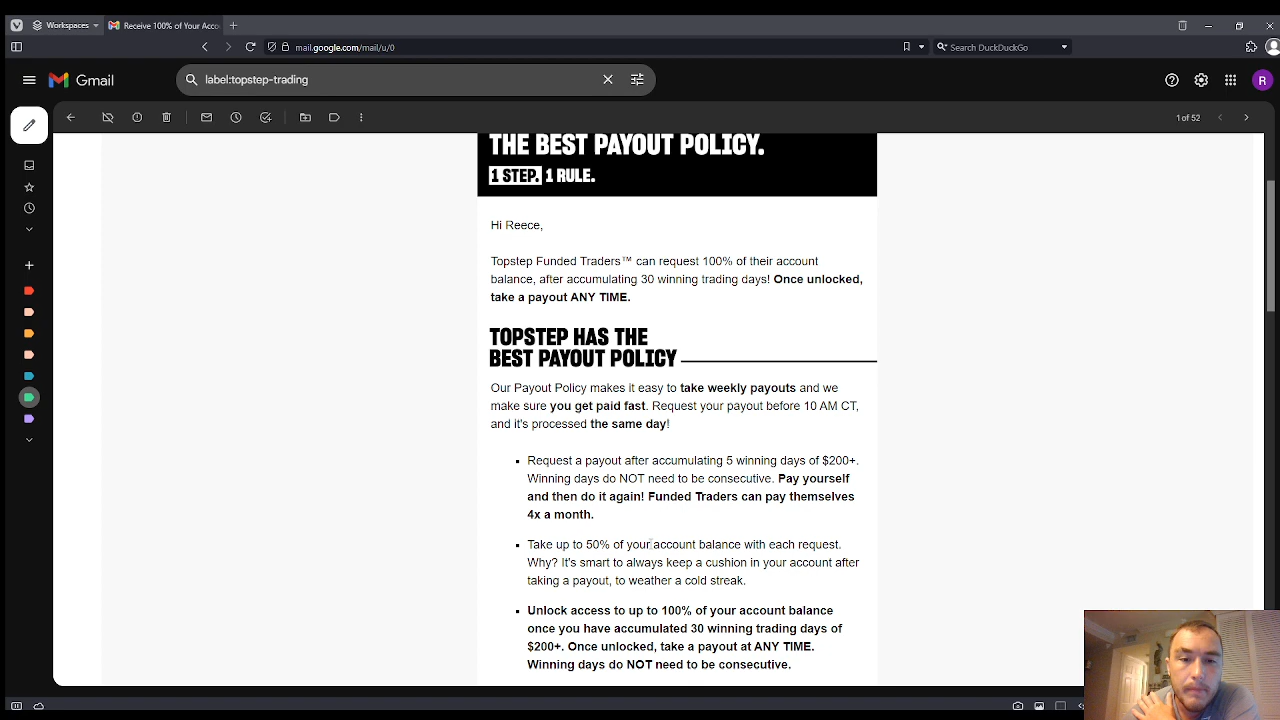 Workspaces
Receive 100% of Your Acco
mail.google.com/mail/u/0
Search DuckDuckGo
Gmail
label:topstep-trading
R
1 of 52
THE BEST PAYOUT POLICY.
1 STEP. 1 RULE.
Hi Reece,
Topstep Funded Traders™ can request 100% of their account
balance, after accumulating 30 winning trading days! Once unlocked,
take a payout ANY TIME.
TOPSTEP HAS THE
BEST PAYOUT POLICY
Our Payout Policy makes it easy to take weekly payouts and we
make sure you get paid fast. Request your payout before 10 AM CT,
and it's processed the same day!
▪ Request a payout after accumulating 5 winning days of $200+.
Winning days do NOT need to be consecutive. Pay yourself
and then do it again! Funded Traders can pay themselves
4x a month.
▪ Take up to 50% of your account balance with each request.
Why? It's smart to always keep a cushion in your account after
taking a payout, to weather a cold streak.
▪ Unlock access to up to 100% of your account balance
once you have accumulated 30 winning trading days of
$200+. Once unlocked, take a payout at ANY TIME.
Winning days do NOT need to be consecutive.